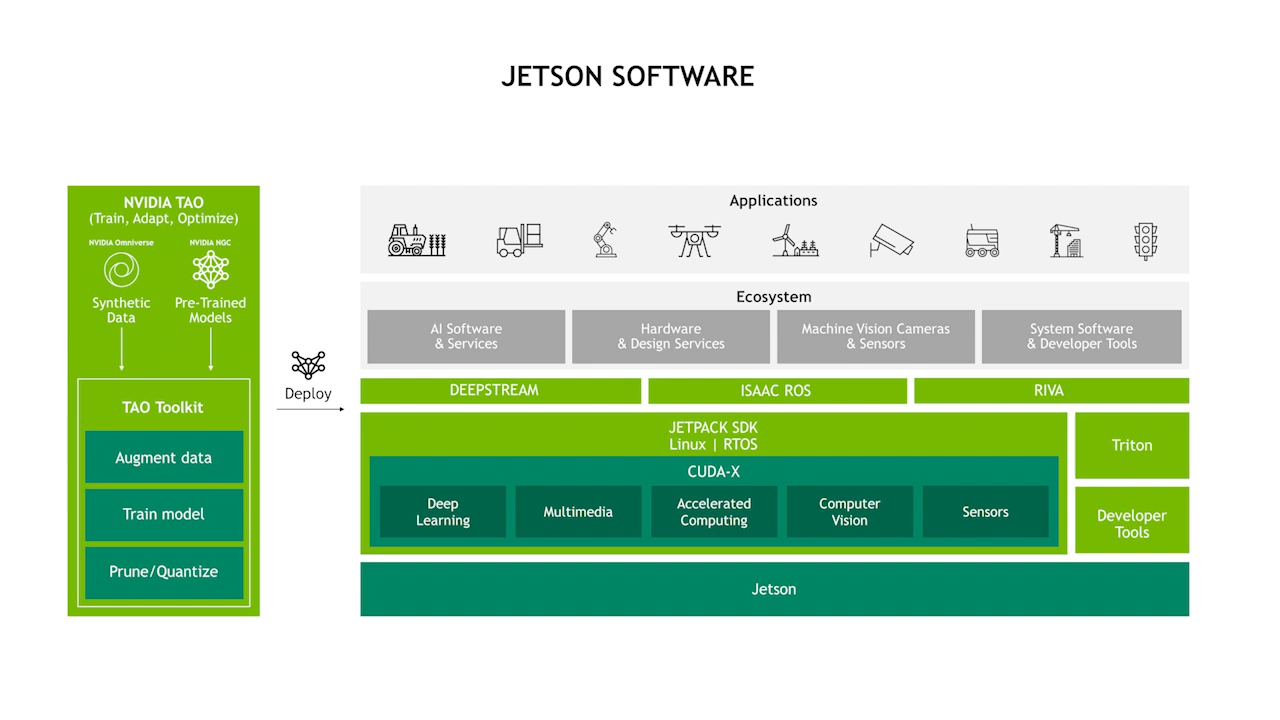 JETSON SOFTWARE
NVIDIA TAO
(Train, Adapt, Optimize)
NVIDIA Omniverse
NVIDIA NGC
Synthetic
Data
Pre-Trained
Models
TAO Toolkit
Augment data
Train model
Prune/Quantize
Deploy
Applications
Ecosystem
AI Software
& Services
Hardware
& Design Services
Machine Vision Cameras
& Sensors
System Software
& Developer Tools
DEEPSTREAM
ISAAC ROS
RIVA
JETPACK SDK
Linux | RTOS
CUDA-X
Deep
Learning
Multimedia
Accelerated
Computing
Computer
Vision
Sensors
Triton
Developer
Tools
Jetson